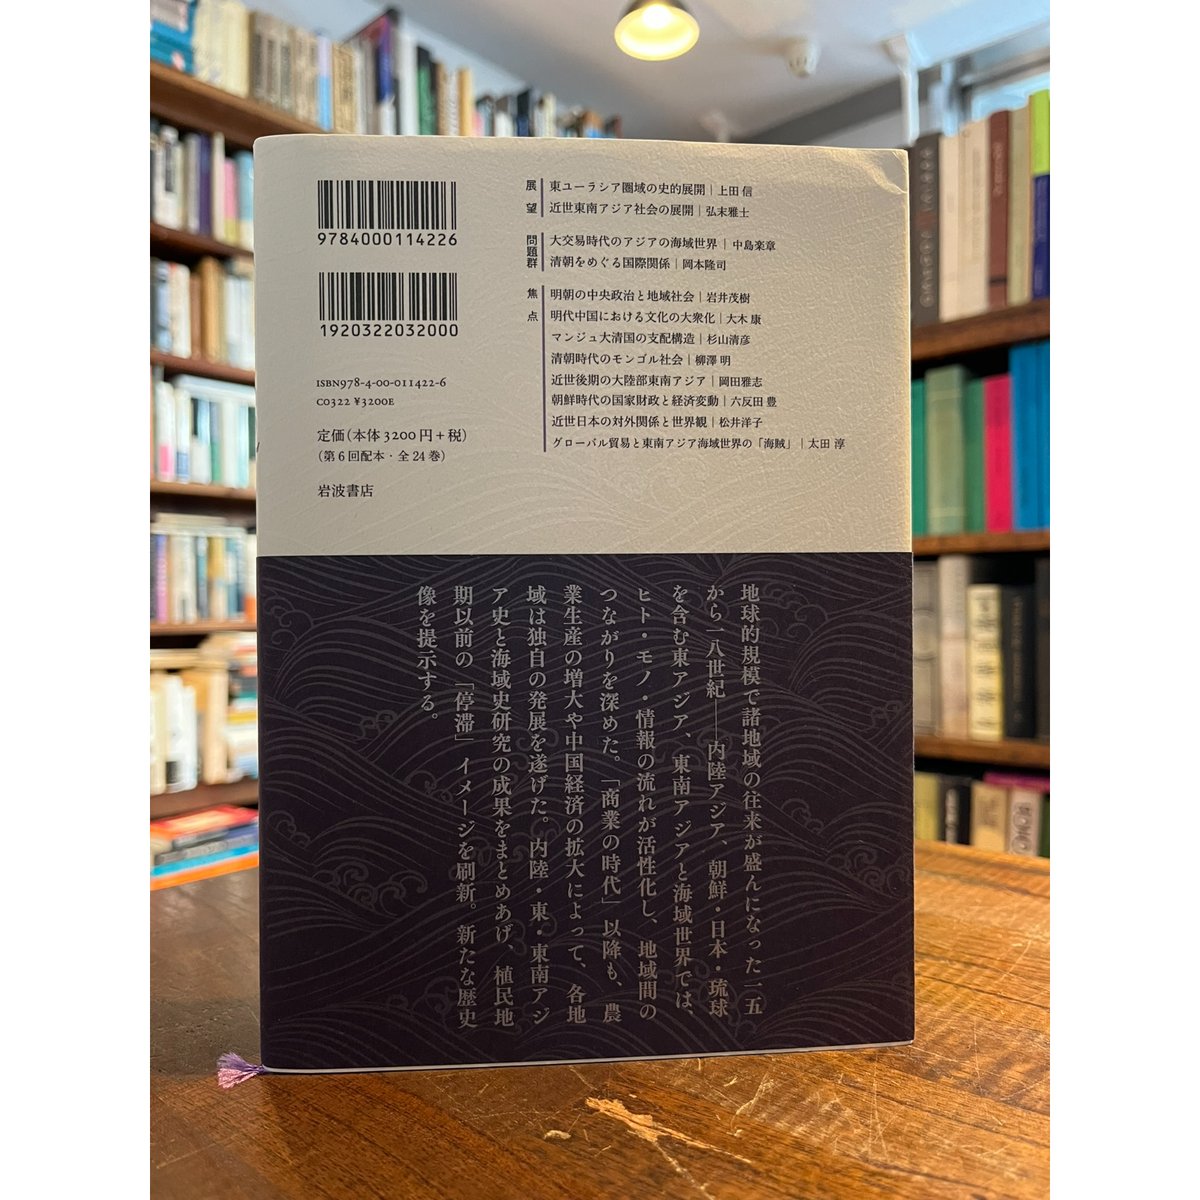 9784000114226
1920322032000
ISBN978-4-00-011422-6
C0322 ¥3200E
定価(本体3200円+税)
(第6回配本・全24巻)
岩波書店
展望
東ユーラシア圏域の史的展開|上田 信
近世東南アジア社会の展開|弘末雅士
問題群
大交易時代のアジアの海域世界|中島楽章
清朝をめぐる国際関係|岡本隆司
焦点
明朝の中央政治と地域社会|岩井茂樹
明代中国における文化の大衆化|大木 康
マンジュ大清国の支配構造|杉山清彦
清朝時代のモンゴル社会|柳澤 明
近世後期の大陸部東南アジア|岡田雅志
朝鮮時代の国家財政と経済変動|六反田 豊
近世日本の対外関係と世界観|松井洋子
グローバル貿易と東南アジア海域世界の「海賊」|太田 淳
地球的規模で諸地域の往来が盛んになった一五
から一八世紀――内陸アジア、朝鮮・日本・琉球
を含む東アジア、東南アジアと海域世界では、
ヒト・モノ・情報の流れが活性化し、地域間の
つながりを深めた。「商業の時代」以降も、農
業生産の増大や中国経済の拡大によって、各地
域は独自の発展を遂げた。内陸・東・東南アジ
ア史と海域史研究の成果をまとめあげ、植民地
期以前の「停滞」イメージを刷新。新たな歴史
像を提示する。